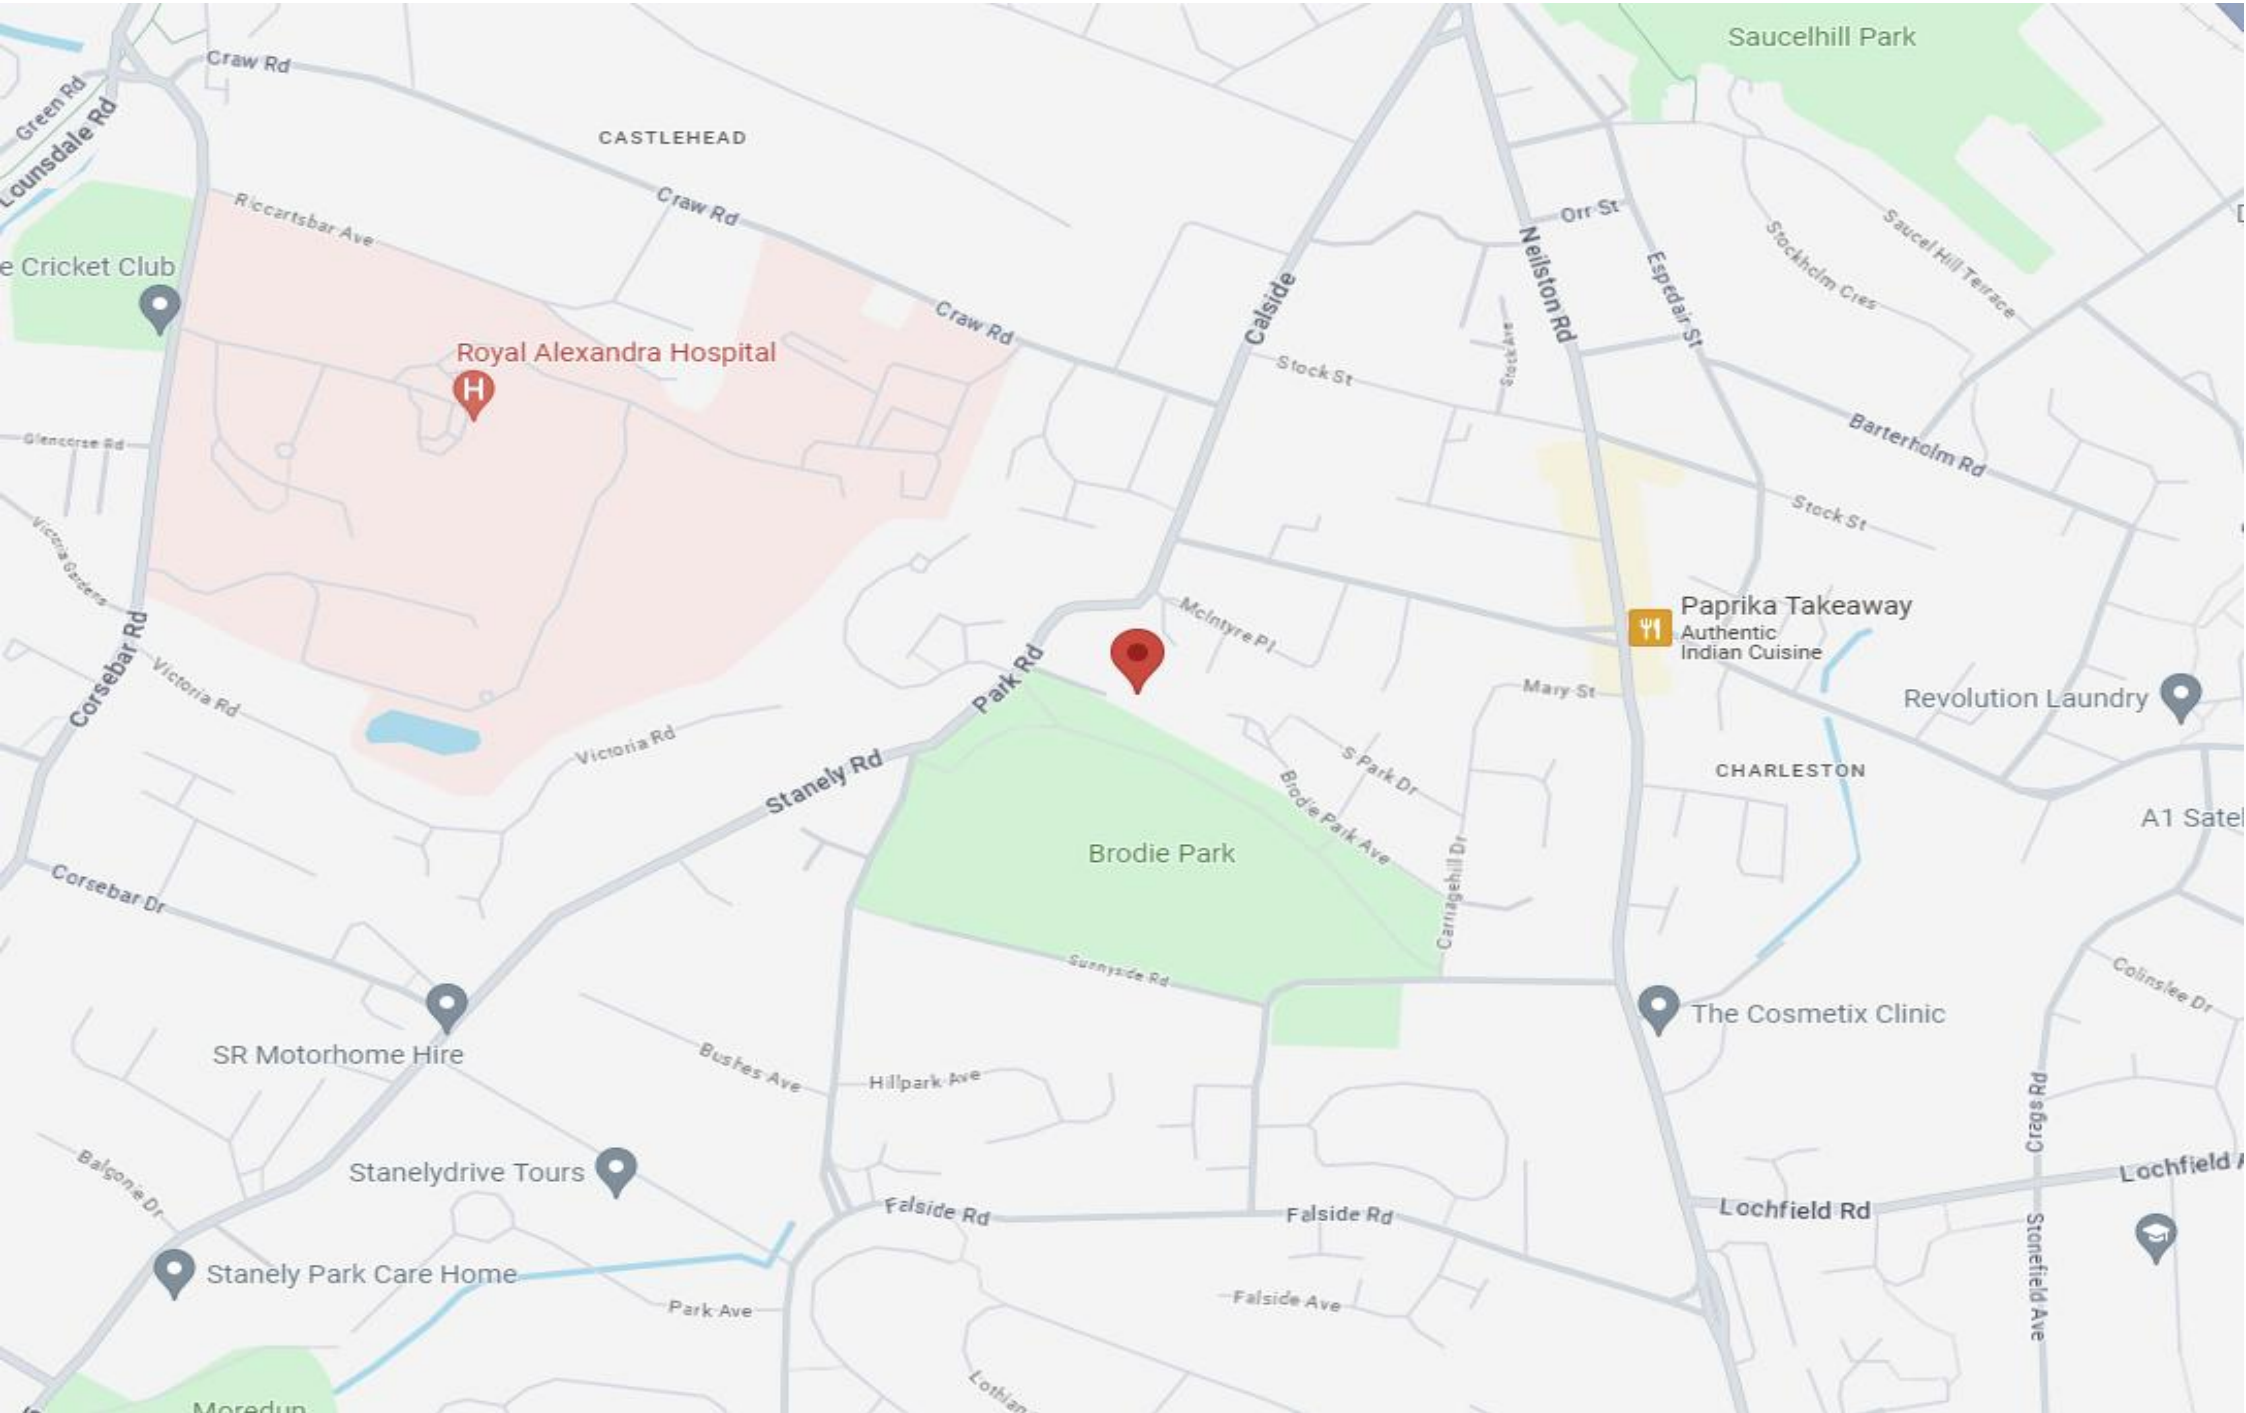 Saucelhill Park
Craw Rd
Green Rd
Lounsdale Rd
CASTLEHEAD
Riccartsbar Ave
Craw Rd
Orr St
Saucel Hill Terrace
Stockholm Cres
e Cricket Club
Neilston Rd
Espedair St
Calside
Craw Rd
Royal Alexandra Hospital
H
Stock St
Stock Ave
Glencorse Rd
Barterholm Rd
Stock St
Victoria Gardens
Paprika Takeaway
Authentic
Indian Cuisine
McIntyre Pl
Corsebar Rd
Victoria Rd
Park Rd
Mary St
Revolution Laundry
Victoria Rd
Stanely Rd
S Park Dr
CHARLESTON
Brodie Park Ave
A1 Satel
Brodie Park
Carriagehill Dr
Corsebar Dr
Sunnyside Rd
Colinslee Dr
The Cosmetix Clinic
SR Motorhome Hire
Bushes Ave
Hillpark Ave
Crags Rd
Balgonie Dr
Stanelydrive Tours
Lochfield
Falside Rd
Falside Rd
Lochfield Rd
Stonefield Ave
Stanely Park Care Home
Park Ave
Falside Ave
Lothian
Moredun